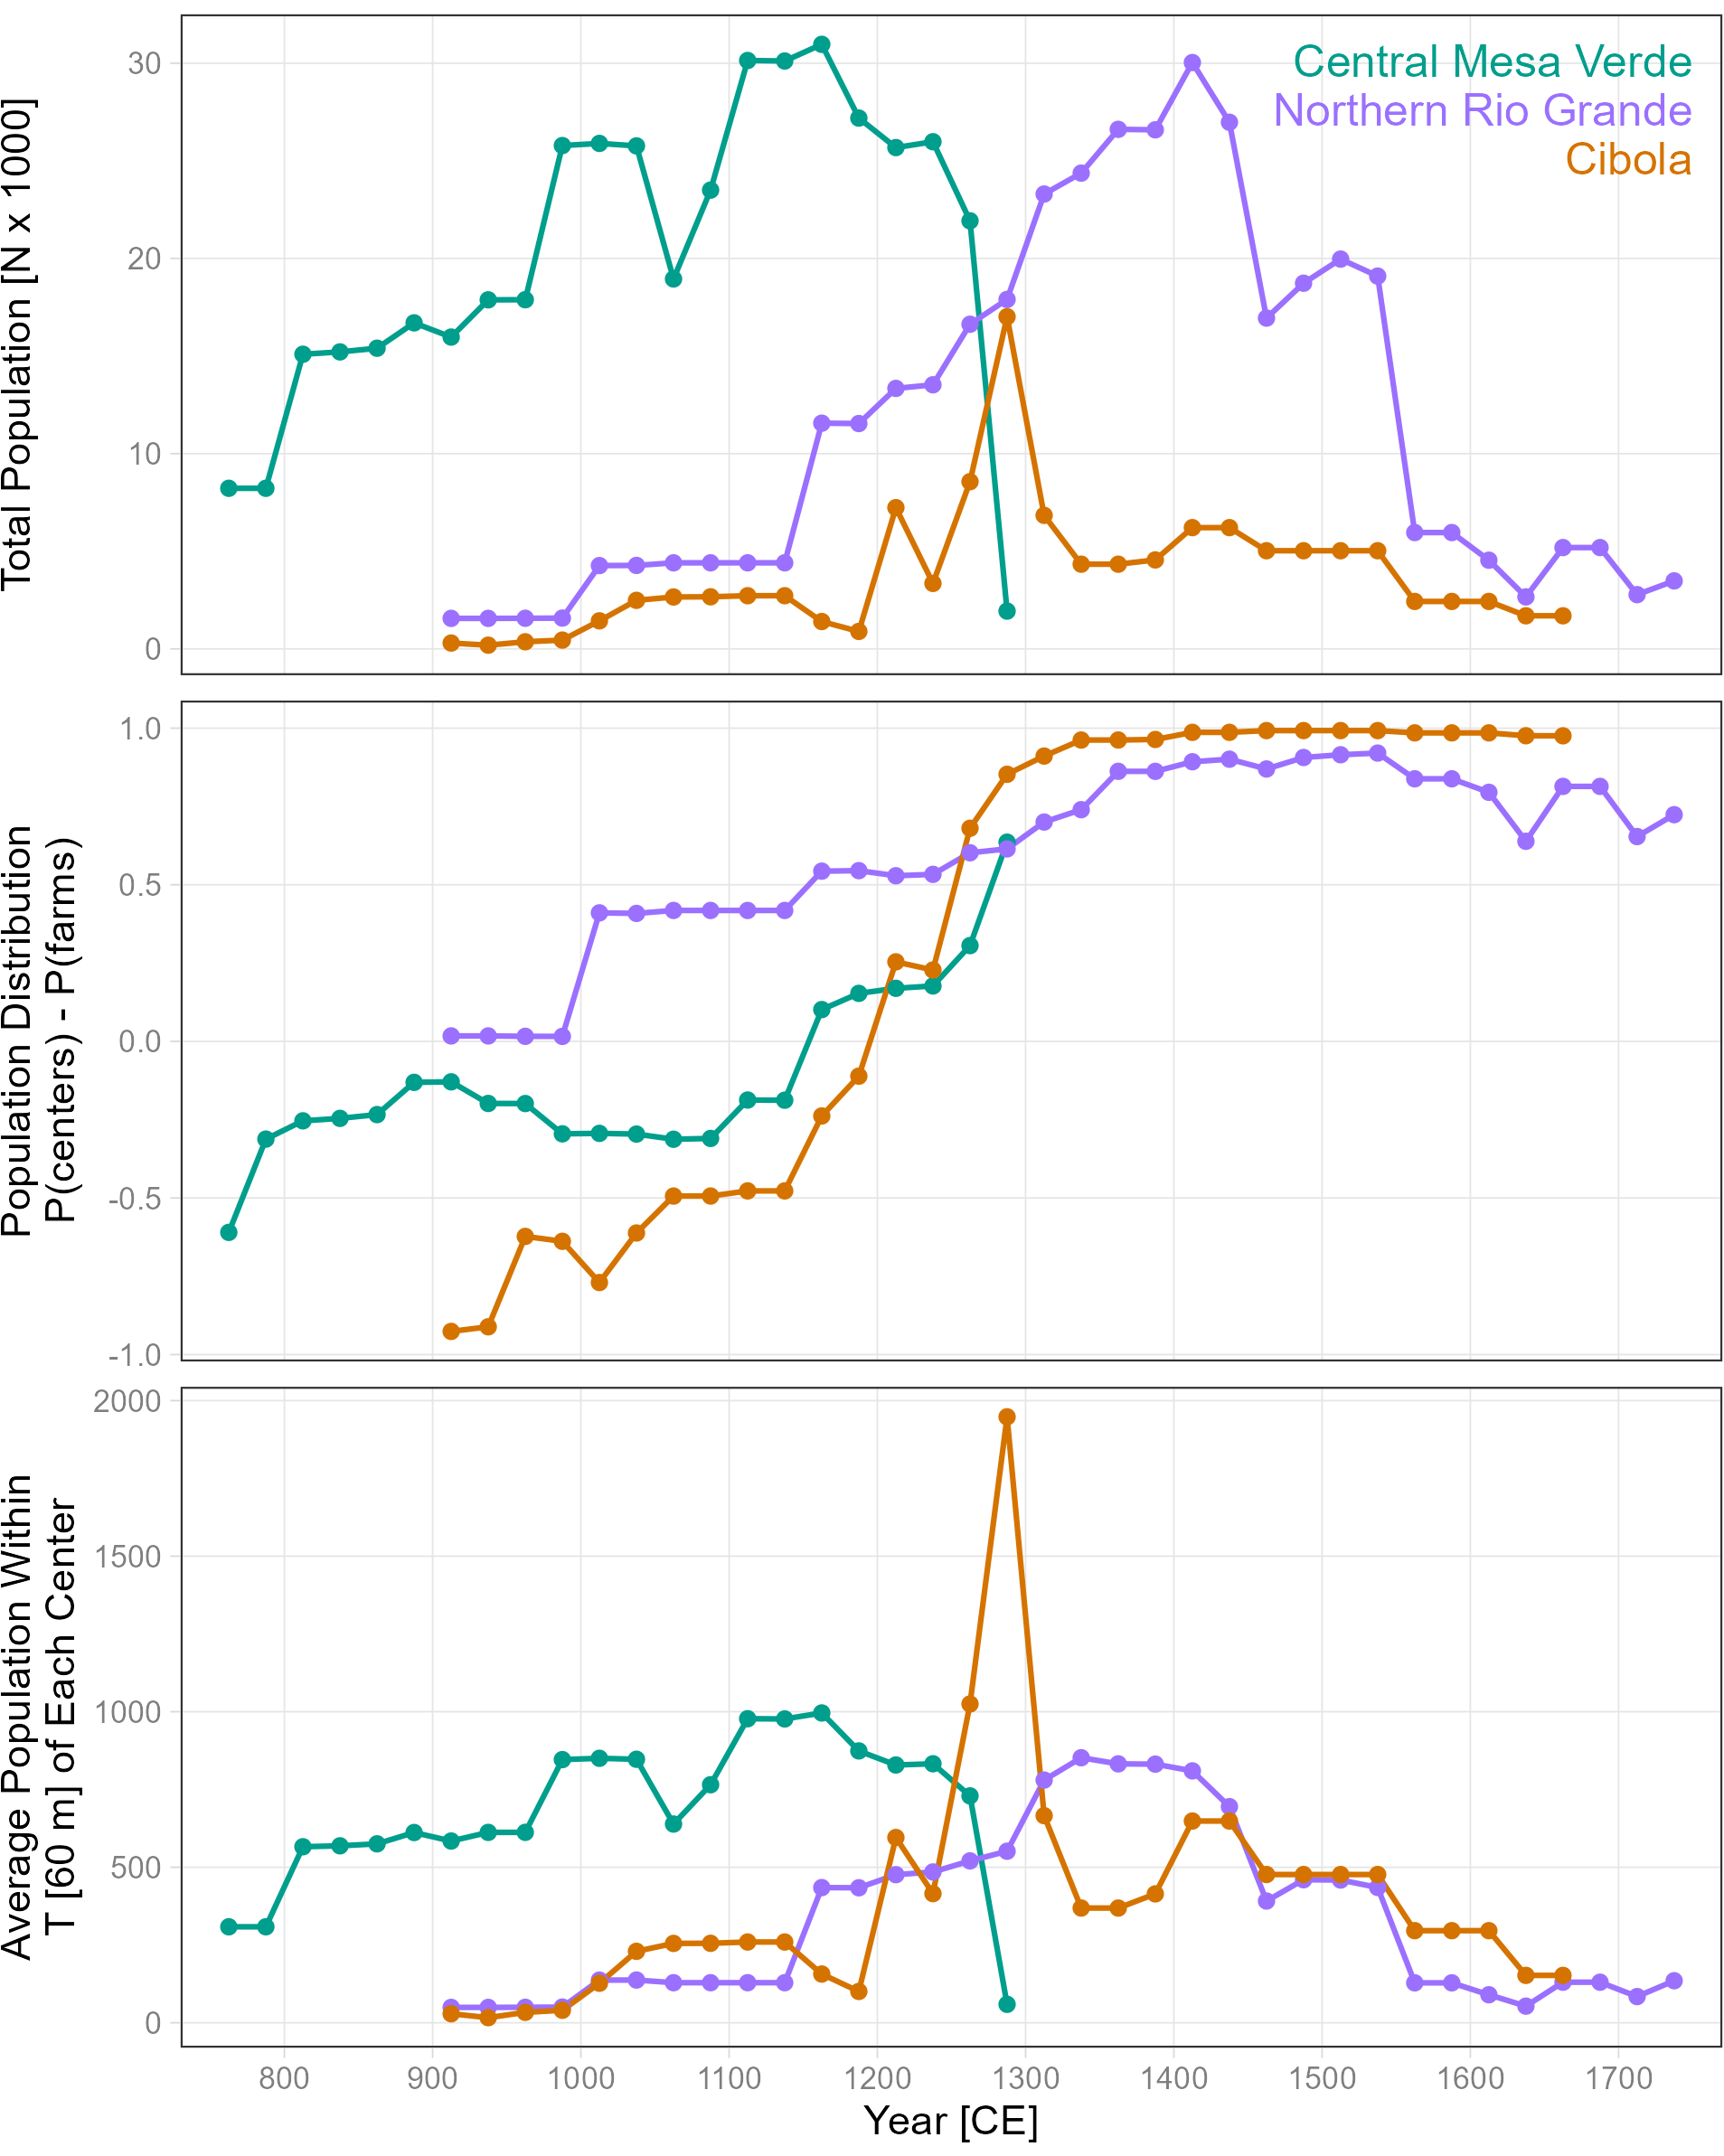 Total Population [N x 1000]
30
20
10
0
Central Mesa Verde
Northern Rio Grande
Cibola
Population Distribution
P(centers) - P(farms)
1.0
0.5
0.0
-0.5
-1.0
Average Population Within
T [60 m] of Each Center
2000
1500
1000
500
0
800 900 1000 1100 1200 1300 1400 1500 1600 1700
Year [CE]